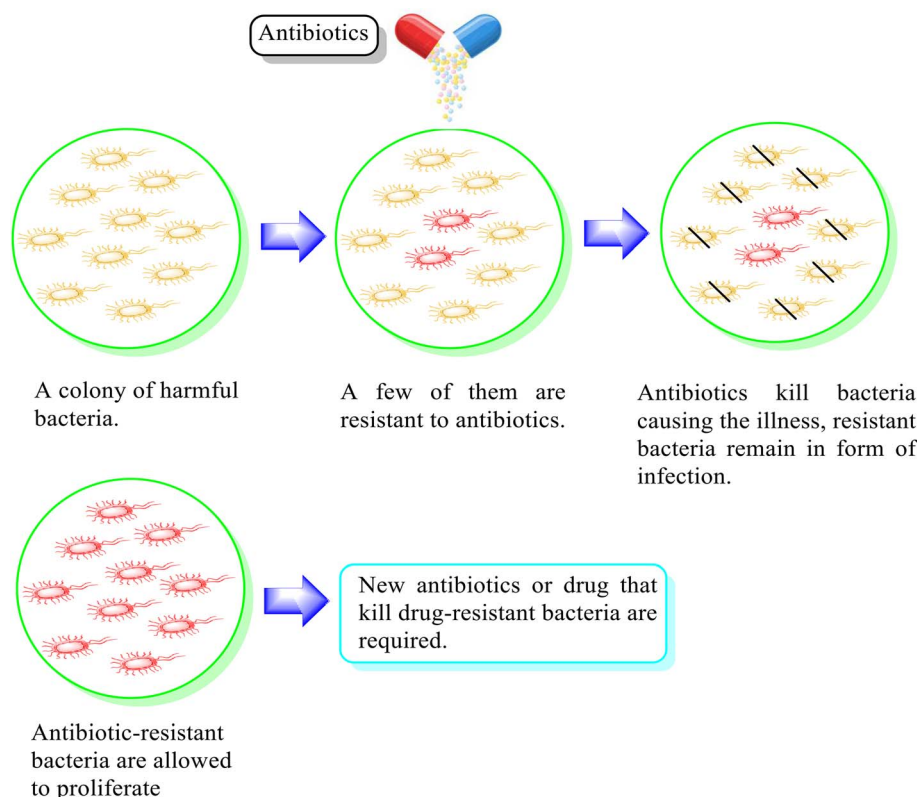 Antibiotics
A colony of harmful
bacteria.
A few of them are
resistant to antibiotics.
Antibiotics kill bacteria
causing the illness, resistant
bacteria remain in form of
infection.
New antibiotics or drug that
kill drug-resistant bacteria are
required.
Antibiotic-resistant
bacteria are allowed
to proliferate